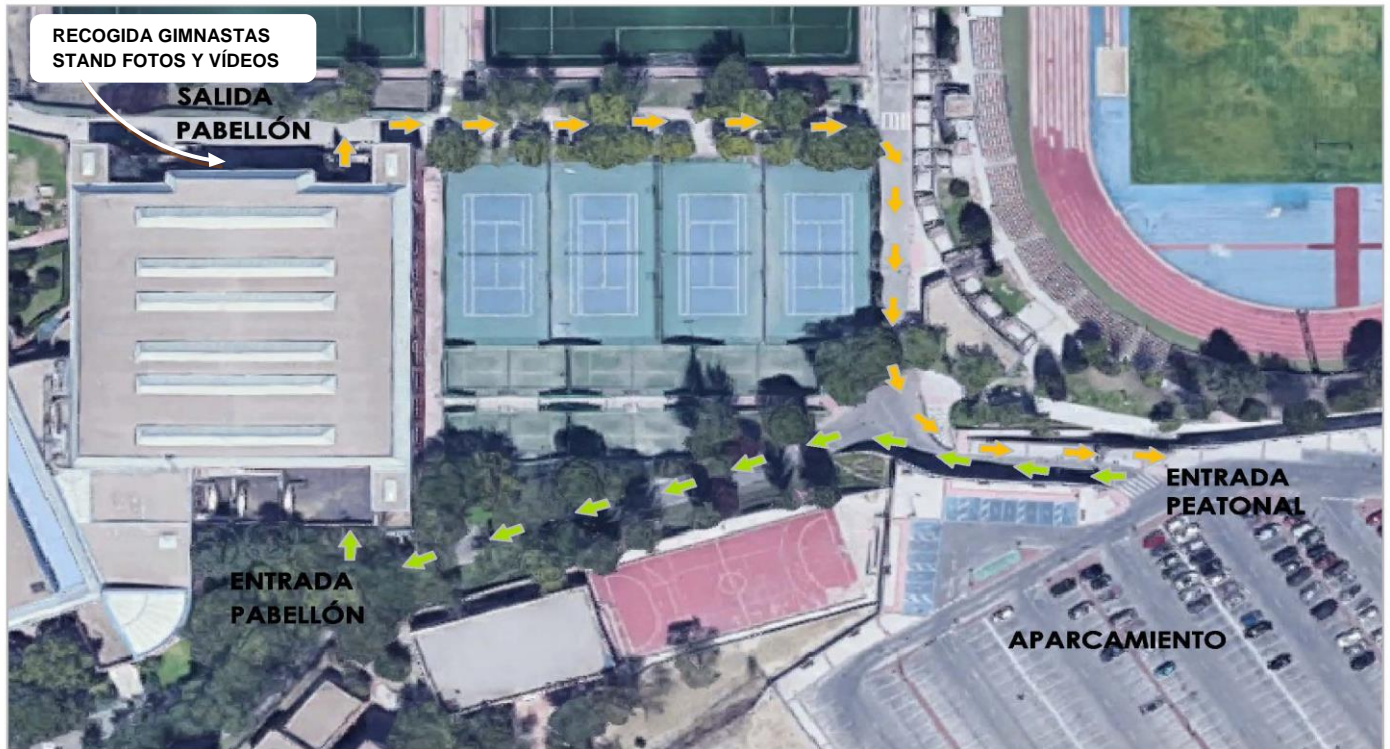 RECOGIDA GIMNASTAS
STAND FOTOS Y VÍDEOS
SALIDA
PABELLÓN
ENTRADA
PEATONAL
ENTRADA
PABELLÓN
APARCAMIENTO